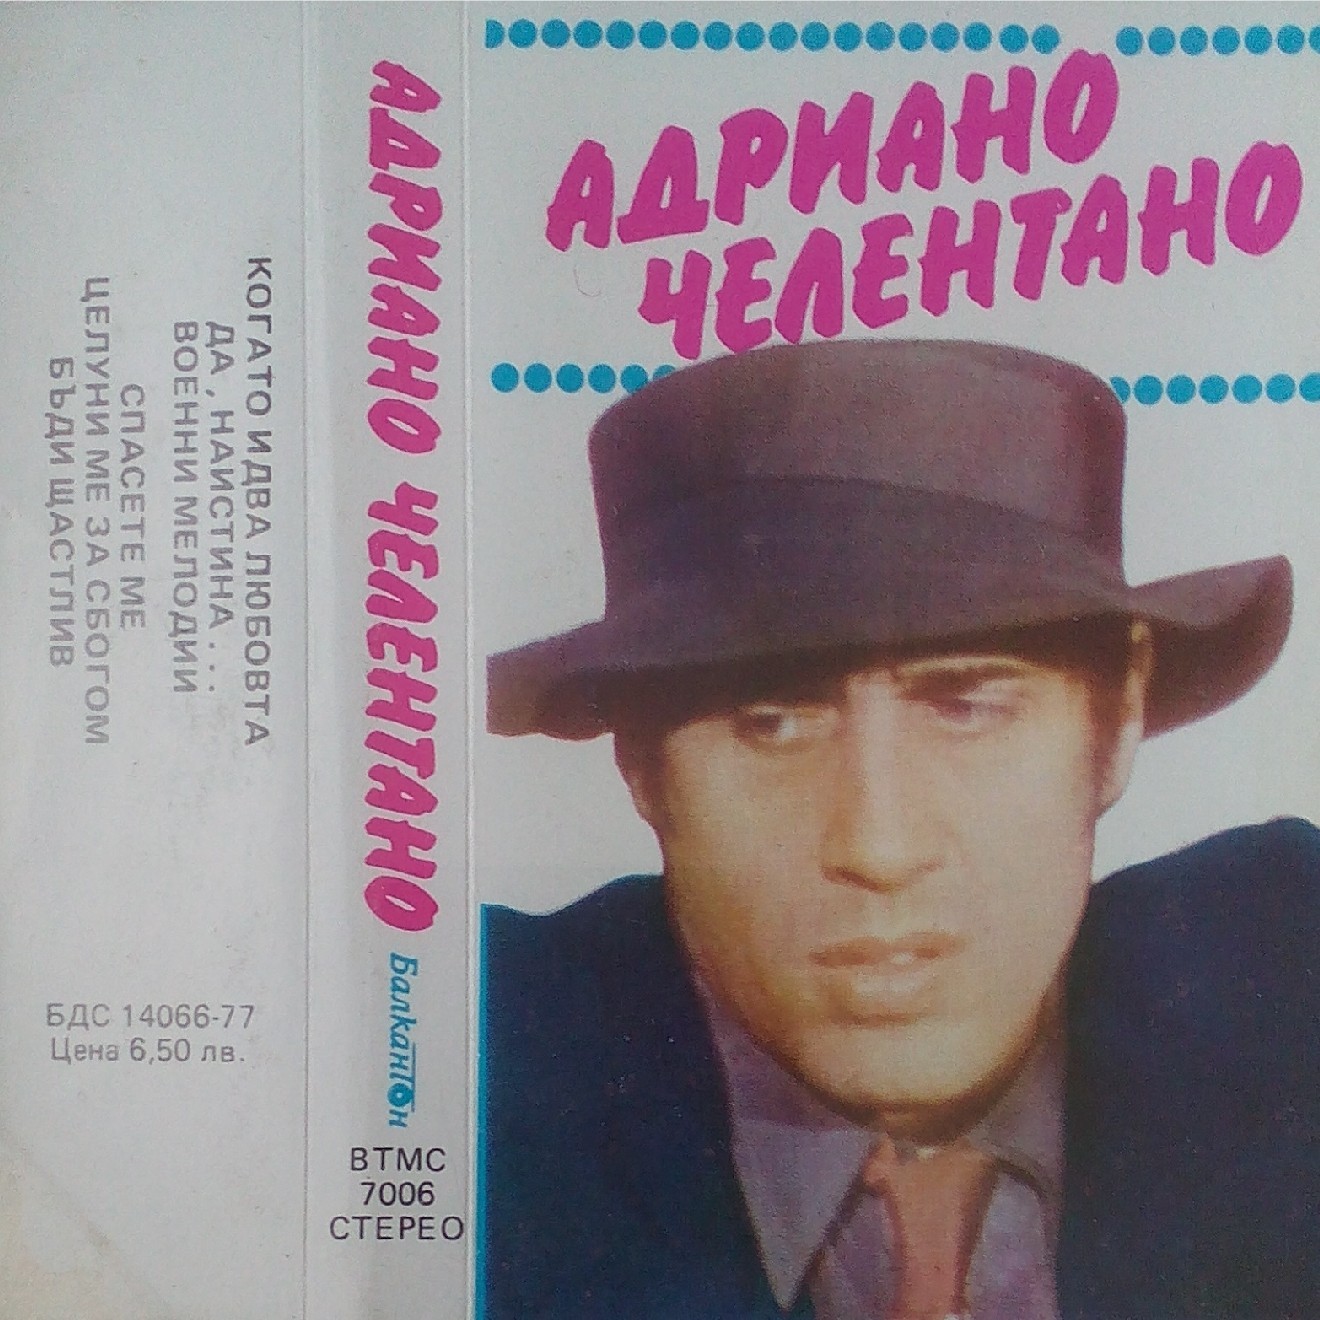 АДРИАНО
ЧЕЛЕНТАНО
АДРИАНО ЧЕЛЕНТАНО
Балкантон
ВТМС
7006
СТЕРЕО
КОГАТО ИДВА ЛЮБОВТА
ДА , НАИСТИНА . . .
ВОЕННИ МЕЛОДИИ
СПАСЕТЕ МЕ
ЦЕЛУНИ МЕ ЗА СБОГОМ
БЪДИ ЩАСТЛИВ
БДС 14066-77
Цена 6,50 лв.